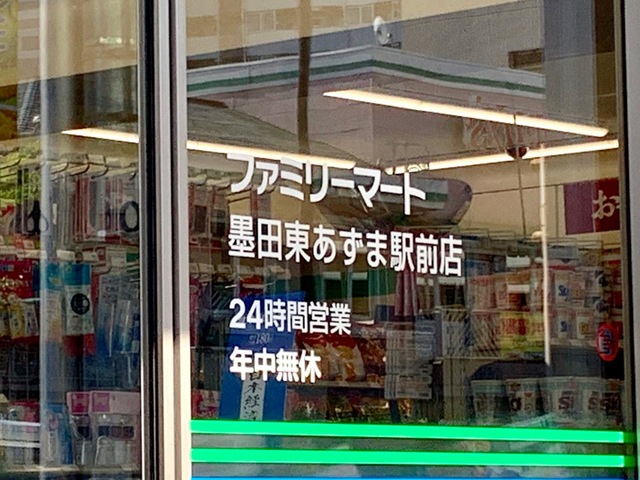 ファミリーマート
墨田東あずま駅前店
24時間営業
年中無休
お